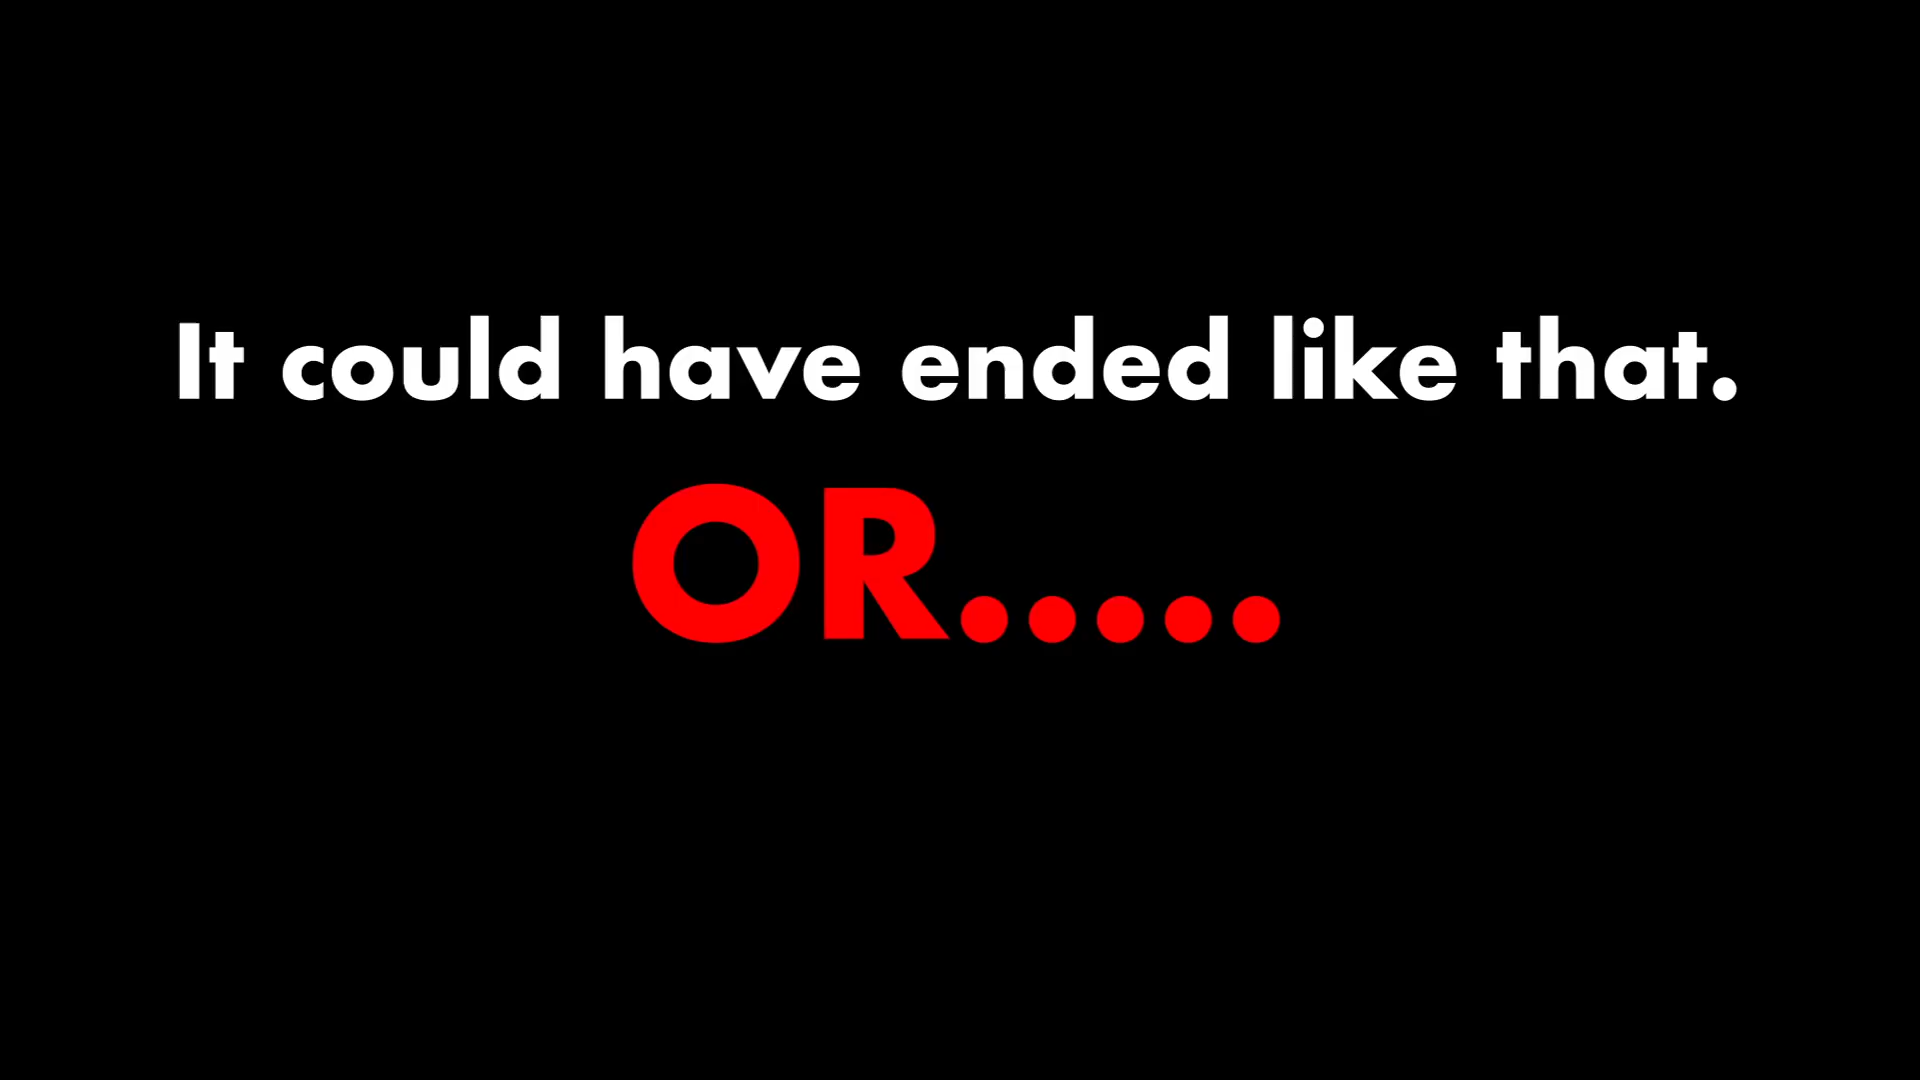 It could have ended like that.
OR.....